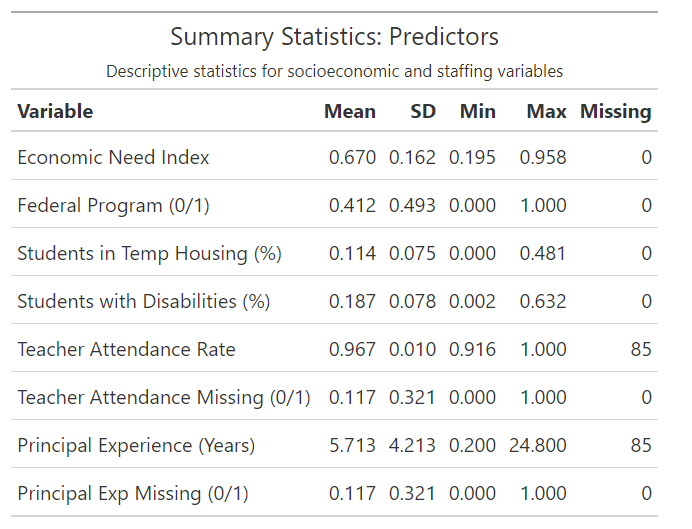 Summary Statistics: Predictors
Descriptive statistics for socioeconomic and staffing variables
Variable Mean SD Min Max Missing
Economic Need Index 0.670 0.162 0.195 0.958 0
Federal Program (0/1) 0.412 0.493 0.000 1.000 0
Students in Temp Housing (%) 0.114 0.075 0.000 0.481 0
Students with Disabilities (%) 0.187 0.078 0.002 0.632 0
Teacher Attendance Rate 0.967 0.010 0.916 1.000 85
Teacher Attendance Missing (0/1) 0.117 0.321 0.000 1.000 0
Principal Experience (Years) 5.713 4.213 0.200 24.800 85
Principal Exp Missing (0/1) 0.117 0.321 0.000 1.000 0